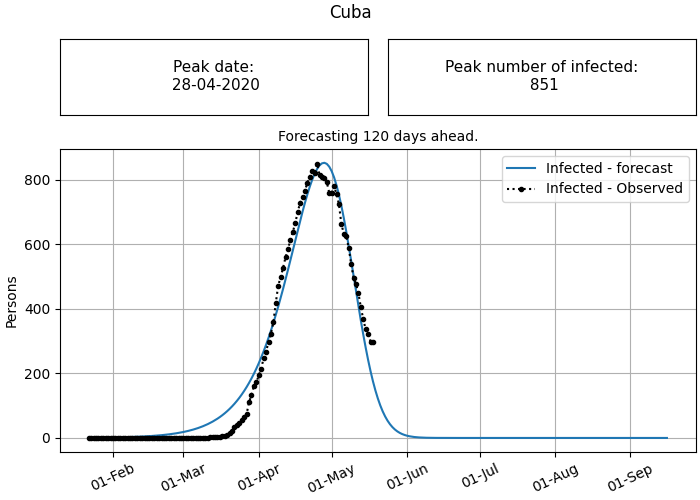 Cuba
Peak date:
28-04-2020
Peak number of infected:
851
Forecasting 120 days ahead.
Infected - forecast
Infected - Observed
Persons
800
600
400
200
0
01-Feb
01-Mar
01-Apr
01-May
01-Jun
01-Jul
01-Aug
01-Sep